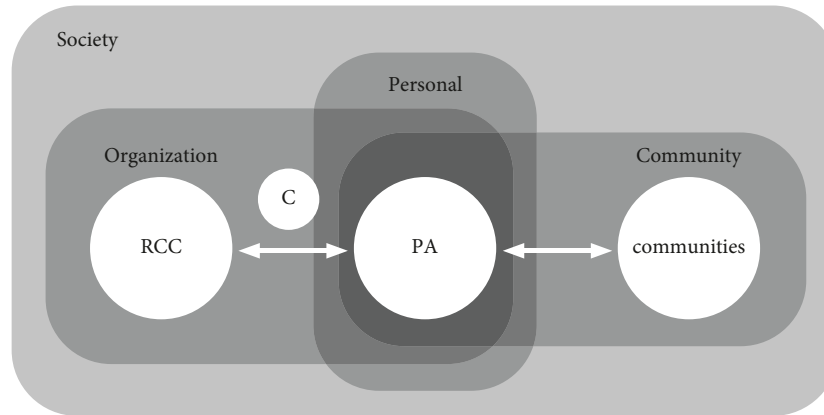 Society
Personal
Organization
Community
C
RCC
PA
communities